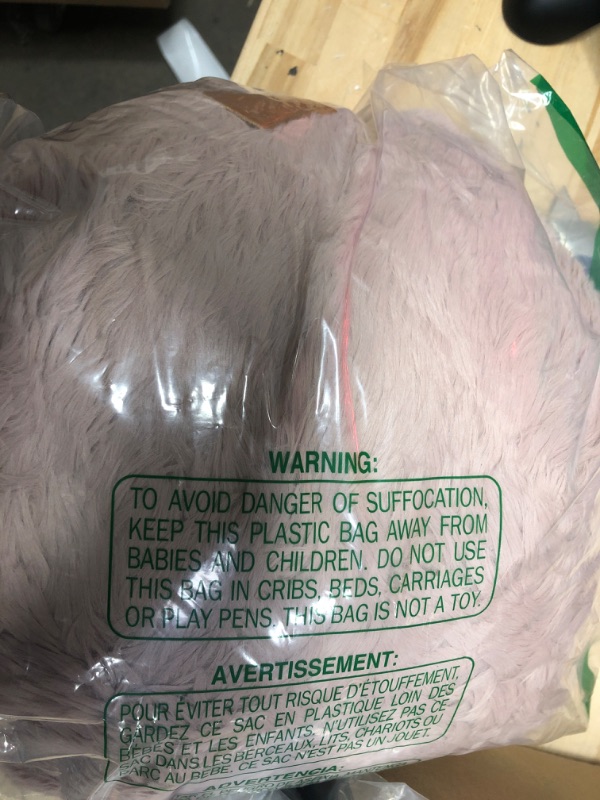 WARNING:
TO AVOID DANGER OF SUFFOCATION,
KEEP THIS PLASTIC BAG AWAY FROM
BABIES AND CHILDREN. DO NOT USE
THIS BAG IN CRIBS, BEDS, CARRIAGES
OR PLAY PENS. THIS BAG IS NOT A TOY.
AVERTISSEMENT:
POUR ÉVITER TOUT RISQUE D'ÉTOUFFEMENT,
GARDEZ CE SAC EN PLASTIQUE LOIN DES
BÉBÉS ET LES ENFANTS, N'UTILISEZ PAS CE
SAC DANS LES BERCEAUX, LITS, CHARIOTS OU
PARC AU BEBE. CE SAC N'EST PAS UN JOUET.
ADVERTENCIA: